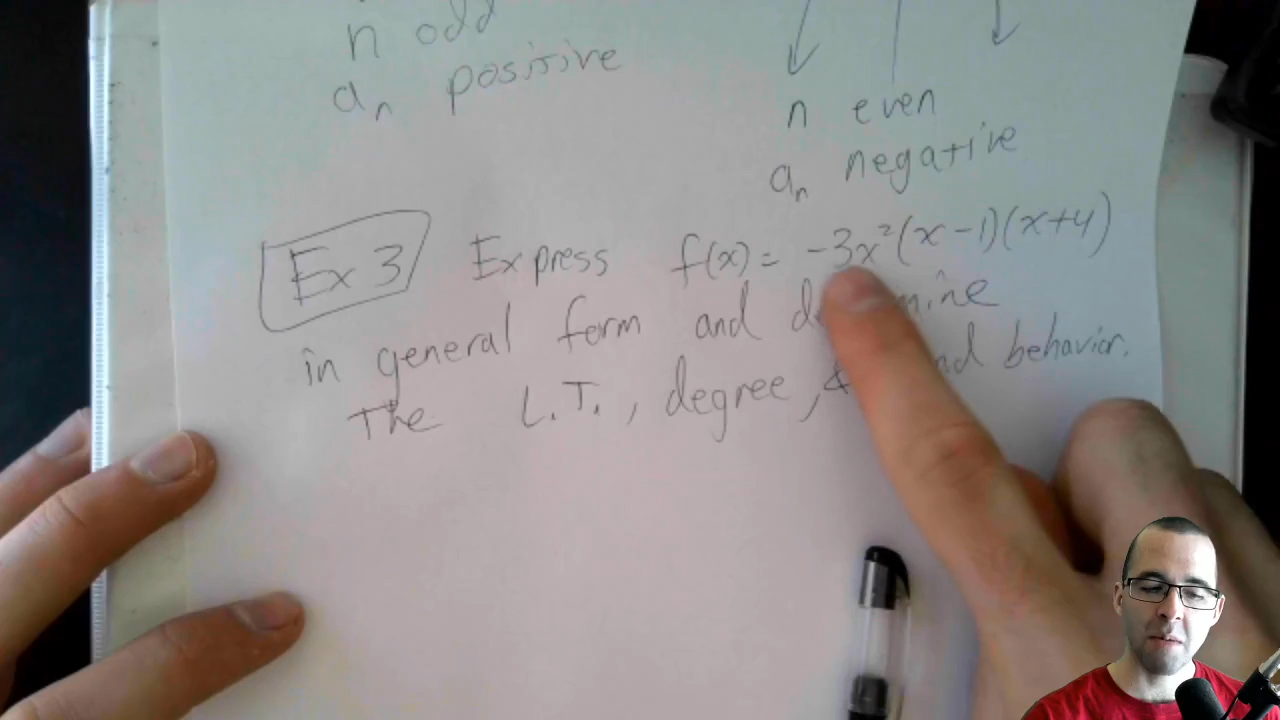 n odd
aₙ positive
n even
aₙ negative
Ex 3 Express f(x) = -3x²(x-1)(x+4)
in general form and
The L.T., degree, & behavior.